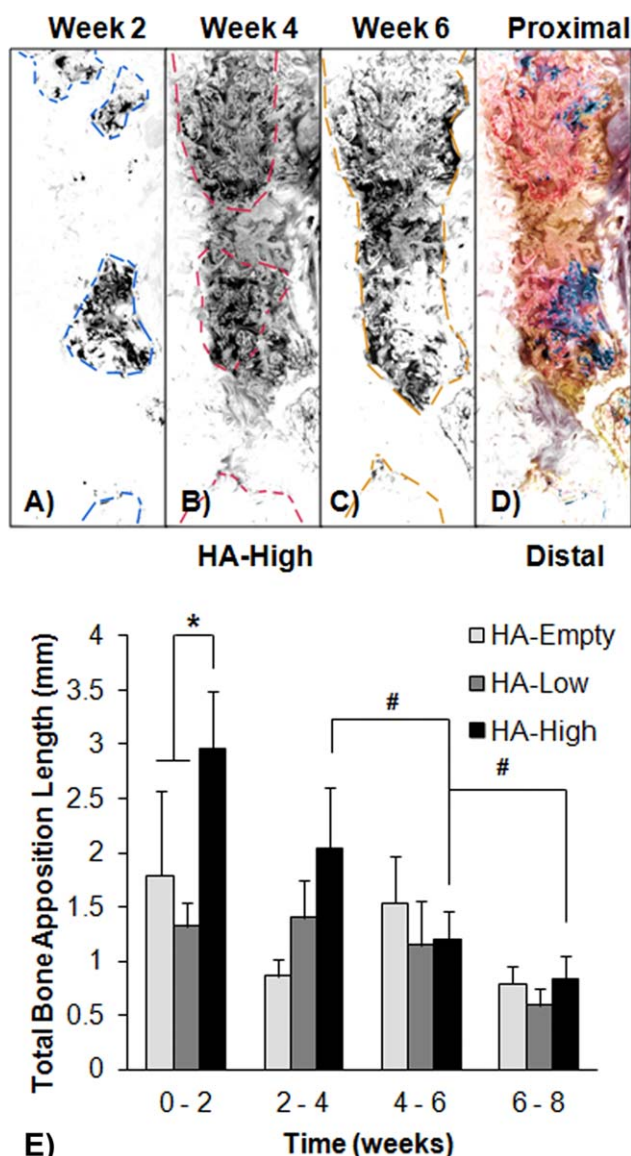 Week 2 Week 4 Week 6 Proximal
A) B) C) D)
HA-High Distal
Total Bone Apposition Length (mm)
4
3.5
3
2.5
2
1.5
1
0.5
0
*
#
#
HA-Empty
HA-Low
HA-High
0 - 2 2 - 4 4 - 6 6 - 8
E) Time (weeks)